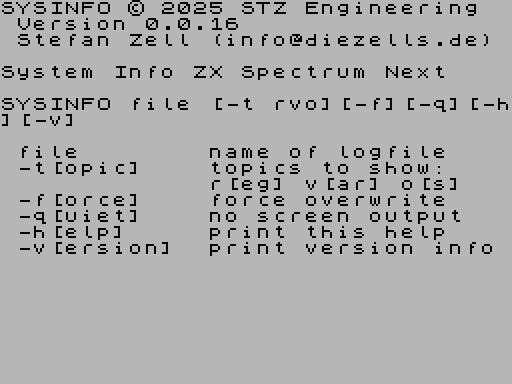 SYSINFO © 2025 STZ Engineering
Version 0.0.16
Stefan Zell (info@diezells.de)
System Info ZX Spectrum Next
SYSINFO file [-t rvo][-f][-q][-h
][-v]
file name of logfile
-t[opic] topics to show:
r[eg] v[ar] o[s]
-f[orce] force overwrite
-q[uiet] no screen output
-h[elp] print this help
-v[ersion] print version info